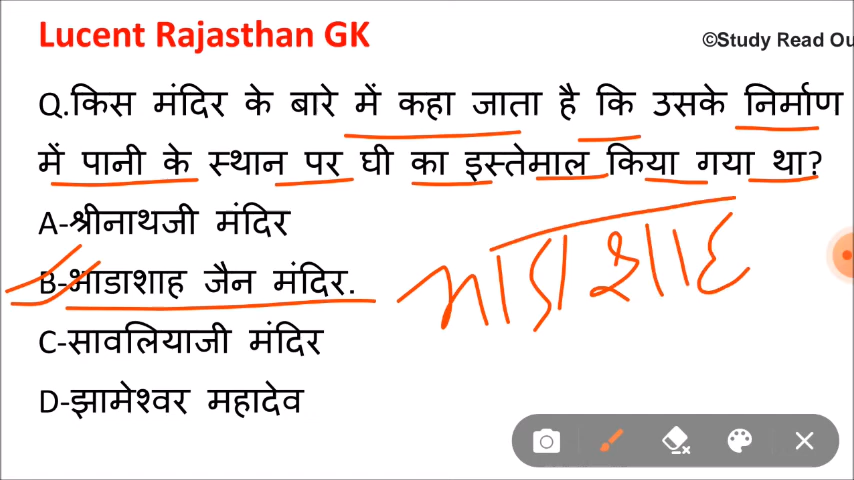 Lucent Rajasthan GK
©Study Read Ou
Q.किस मंदिर के बारे में कहा जाता है कि उसके निर्माण
में पानी के स्थान पर घी का इस्तेमाल किया गया था?
A-श्रीनाथजी मंदिर
B-भाडाशाह जैन मंदिर.
भाडाशाह
C-सावलियाजी मंदिर
D-झामेश्वर महादेव